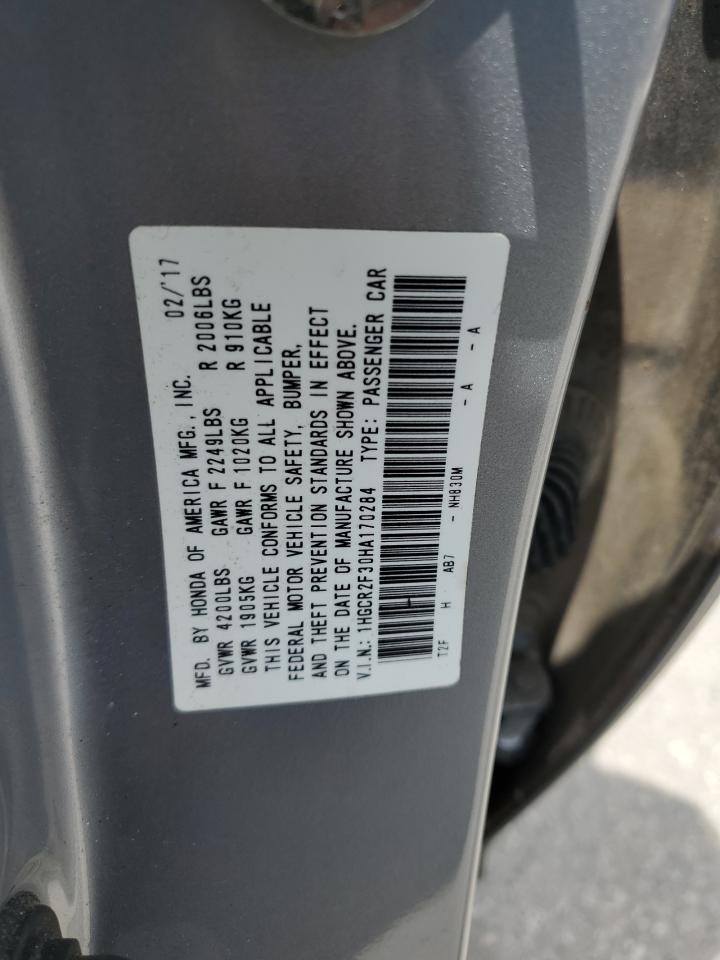 MFD. BY HONDA OF AMERICA MFG., INC. 02/'17
GVWR 4200LBS GAWR F 2249LBS R 2006LBS
GVWR 1905KG GAWR F 1020KG R 910KG
THIS VEHICLE CONFORMS TO ALL APPLICABLE
FEDERAL MOTOR VEHICLE SAFETY, BUMPER,
AND THEFT PREVENTION STANDARDS IN EFFECT
ON THE DATE OF MANUFACTURE SHOWN ABOVE.
V.I.N.: 1HGCR2F30HA170284 TYPE: PASSENGER CAR
T2F H AB7 - NH830M - A - A